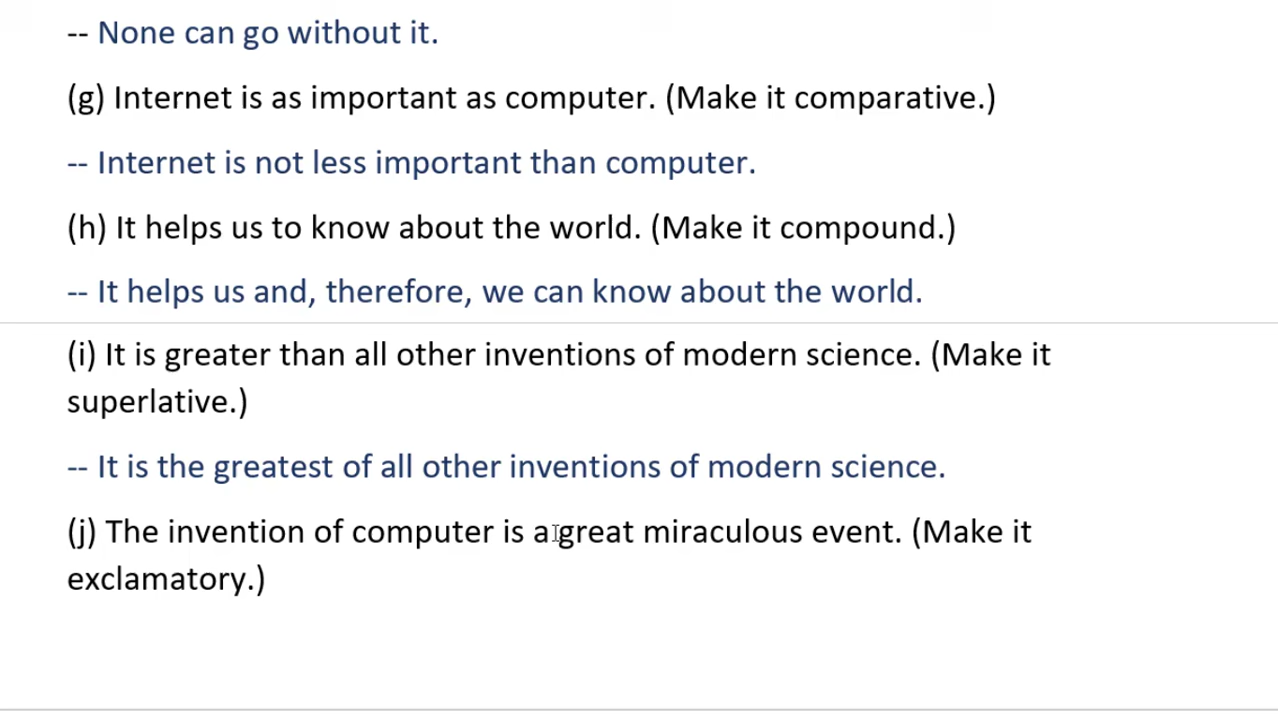 -- None can go without it.
(g) Internet is as important as computer. (Make it comparative.)
-- Internet is not less important than computer.
(h) It helps us to know about the world. (Make it compound.)
-- It helps us and, therefore, we can know about the world.
(i) It is greater than all other inventions of modern science. (Make it
superlative.)
-- It is the greatest of all other inventions of modern science.
(j) The invention of computer is a great miraculous event. (Make it
exclamatory.)